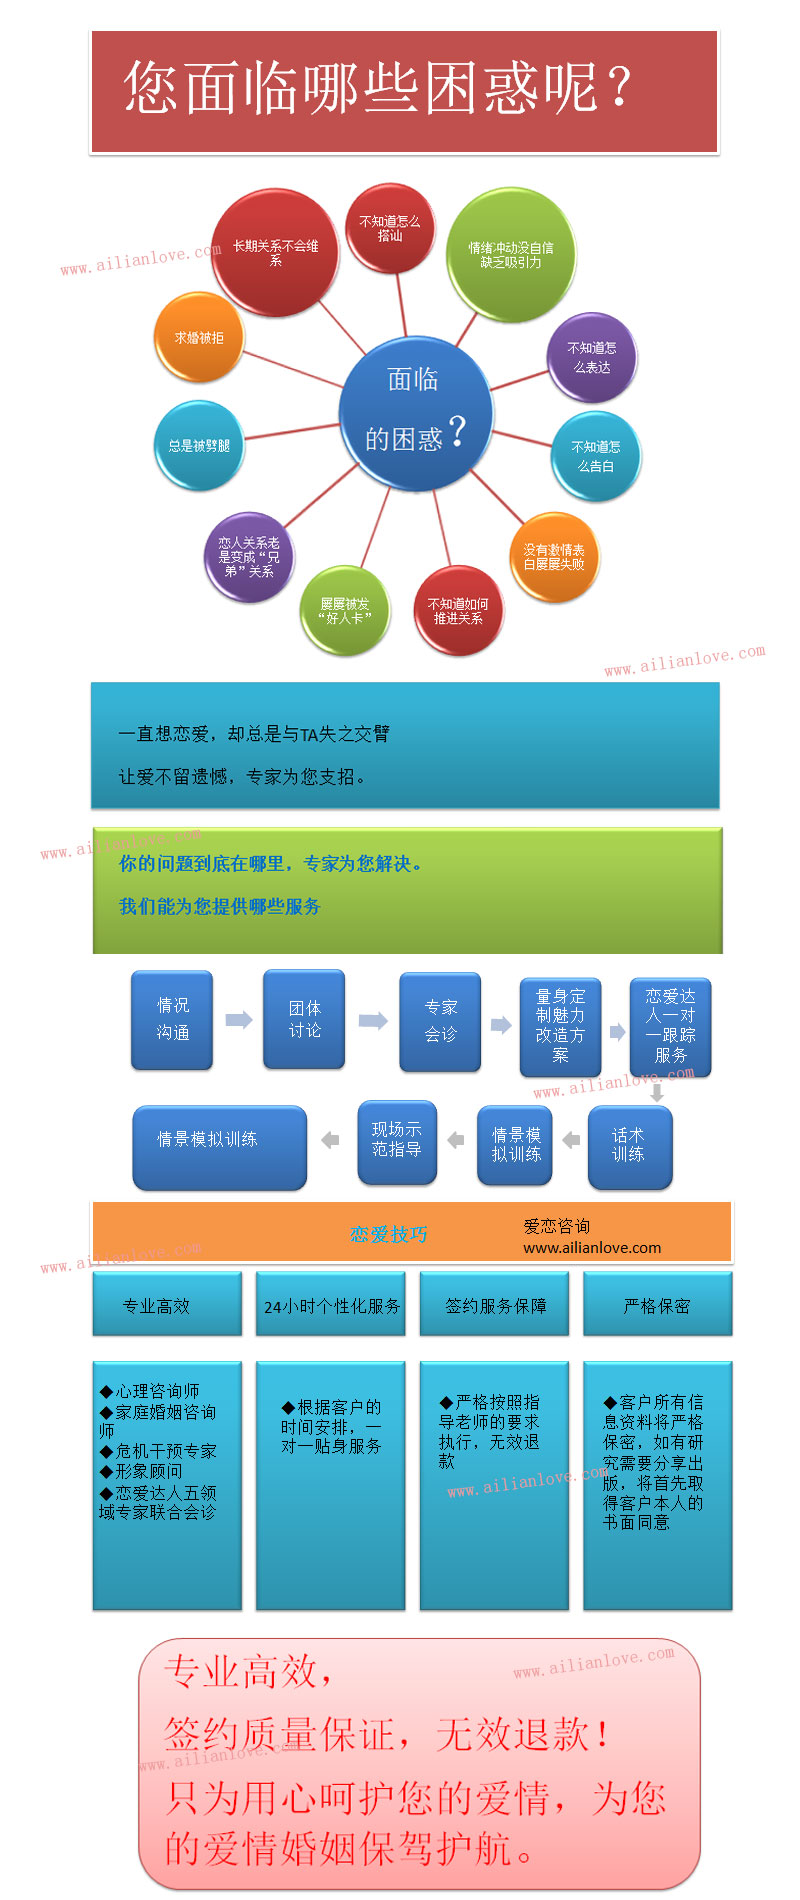 您面临哪些困惑呢？
不知道怎么
搭讪
长期关系不会维
系
情绪冲动没自信
缺乏吸引力
www.ailianlove.com
求婚被拒
不知道怎
么表达
面临
的困惑？
总是被劈腿
不知道怎
么告白
恋人关系老
是变成“兄
弟”关系
没有激情表
白屡屡失败
屡屡被发
“好人卡”
不知道如何
推进关系
www.ailianlove.com
一直想恋爱，却总是与TA失之交臂
让爱不留遗憾，专家为您支招。
www.ailianlove.com
你的问题到底在哪里，专家为您解决。
我们能为您提供哪些服务
情况
沟通
团体
讨论
专家
会诊
量身定
制魅力
改造方
案
恋爱达
人一对
一跟踪
服务
www.ailianlove.com
情景模拟训练
现场示
范指导
情景模
拟训练
话术
训练
恋爱技巧
爱恋咨询
www.ailianlove.com
www.ailianlove.com
专业高效
24小时个性化服务
签约服务保障
严格保密
◆心理咨询师
◆家庭婚姻咨询
师
◆危机干预专家
◆形象顾问
◆恋爱达人五领
域专家联合会诊
◆根据客户的
时间安排，一
对一贴身服务
◆严格按照指
导老师的要求
执行，无效退
款
◆客户所有信
息资料将严格
保密，如有研
究需要分享出
版，将首先取
得客户本人的
书面同意
www.ailianlove.com
专业高效，
www.ailianlove.com
签约质量保证，无效退款！
www.ailianlove.com
只为用心呵护您的爱情，为您
的爱情婚姻保驾护航。